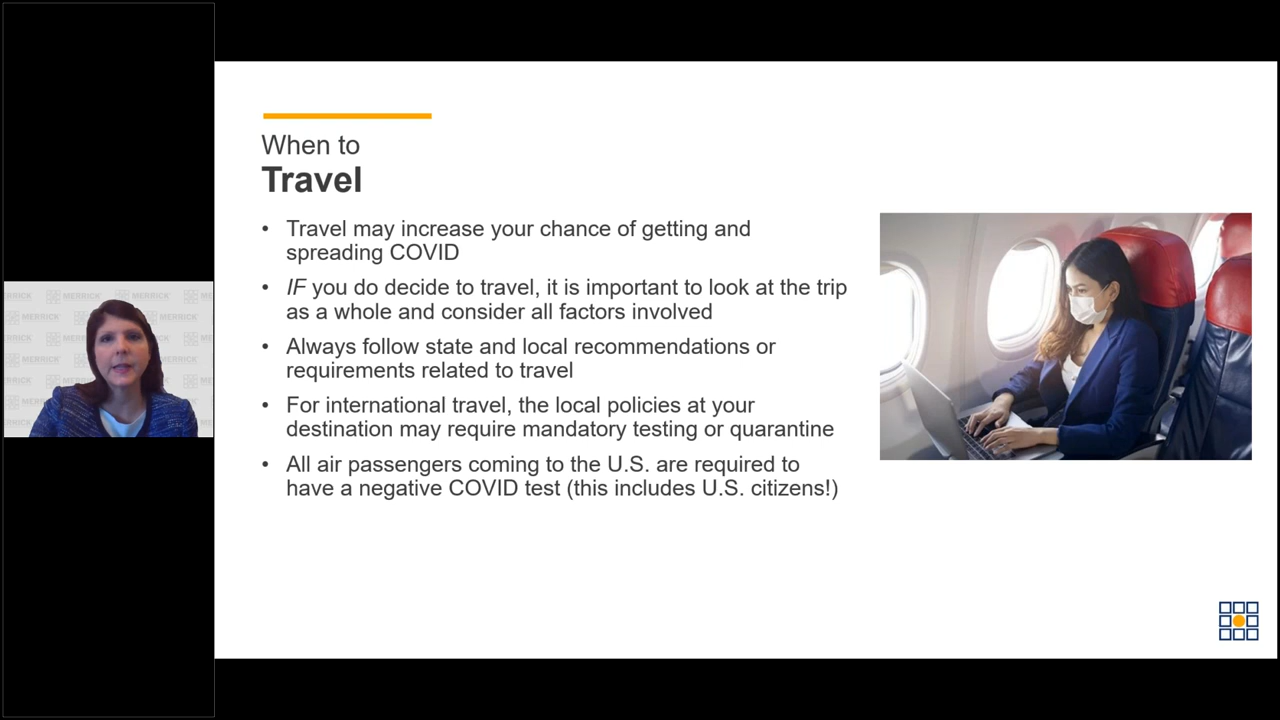 When to
Travel
• Travel may increase your chance of getting and
spreading COVID
• IF you do decide to travel, it is important to look at the trip
as a whole and consider all factors involved
• Always follow state and local recommendations or
requirements related to travel
• For international travel, the local policies at your
destination may require mandatory testing or quarantine
• All air passengers coming to the U.S. are required to
have a negative COVID test (this includes U.S. citizens!)
MERRICK
MERRICK